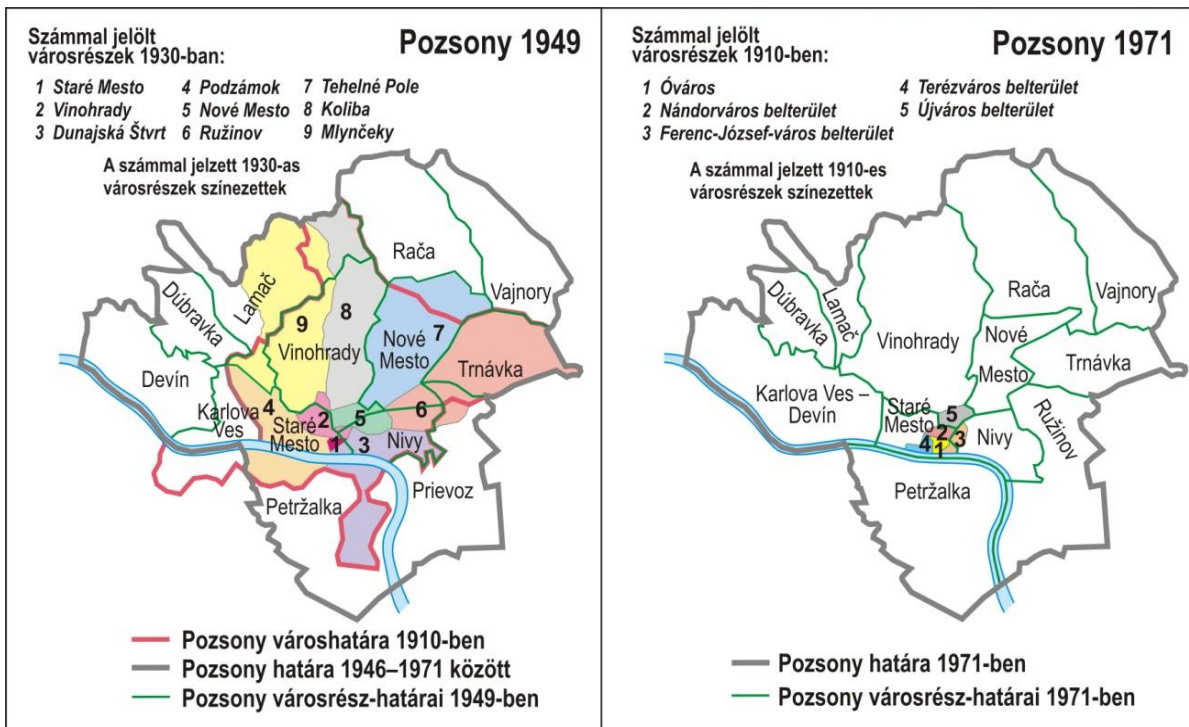 Számmal jelölt
városrészek 1930-ban:
Pozsony 1949
1 Staré Mesto 4 Podzámok 7 Tehelné Pole
2 Vinohrady 5 Nové Mesto 8 Koliba
3 Dunajská Štvrt 6 Ružinov 9 Mlynčeky
A számmal jelzett 1930-as
városrészek színezettek
Rača
Vajnory
Lamač
Dúbravka
8
9
Vinohrady
Nové
Mesto
7
Trnávka
Devín
Karlova
Ves
4
Staré
Mesto
2
5
6
1
3
Nivy
Prievoz
Petržalka
Pozsony városhatára 1910-ben
Pozsony határa 1946–1971 között
Pozsony városrész-határai 1949-ben
Számmal jelölt
városrészek 1910-ben:
Pozsony 1971
1 Óváros 4 Terézváros belterület
2 Nándorváros belterület 5 Újváros belterület
3 Ferenc-József-város belterület
A számmal jelzett 1910-es
városrészek színezettek
Rača
Vajnory
Dúbravka
Lamač
Vinohrady
Nové
Mesto
Trnávka
Karlova Ves –
Devín
Staré
Mesto
5
2
3
4
1
Nivy
Ružinov
Petržalka
Pozsony határa 1971-ben
Pozsony városrész-határai 1971-ben